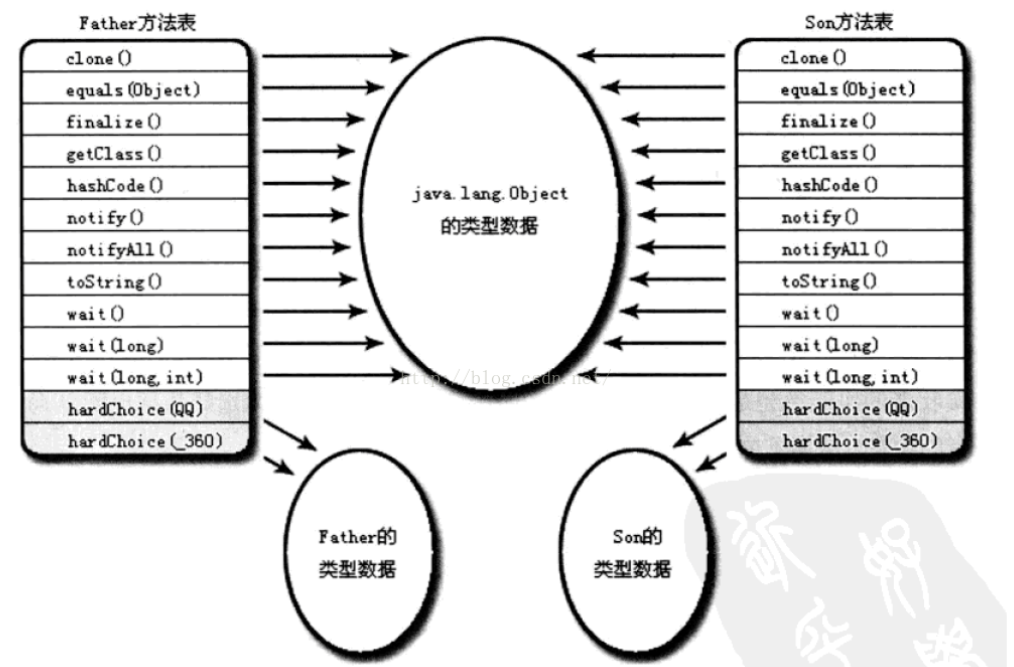 Father方法表
clone()
equals(Object)
finalize()
getClass()
hashCode()
notify()
notifyAll()
toString()
wait()
wait(long)
wait(long,int)
hardChoice(QQ)
hardChoice(_360)
java.lang.Object
的类型数据
http://blog.csdn.net/
Son方法表
clone()
equals(Object)
finalize()
getClass()
hashCode()
notify()
notifyAll()
toString()
wait()
wait(long)
wait(long,int)
hardChoice(QQ)
hardChoice(_360)
Father的
类型数据
Son的
类型数据